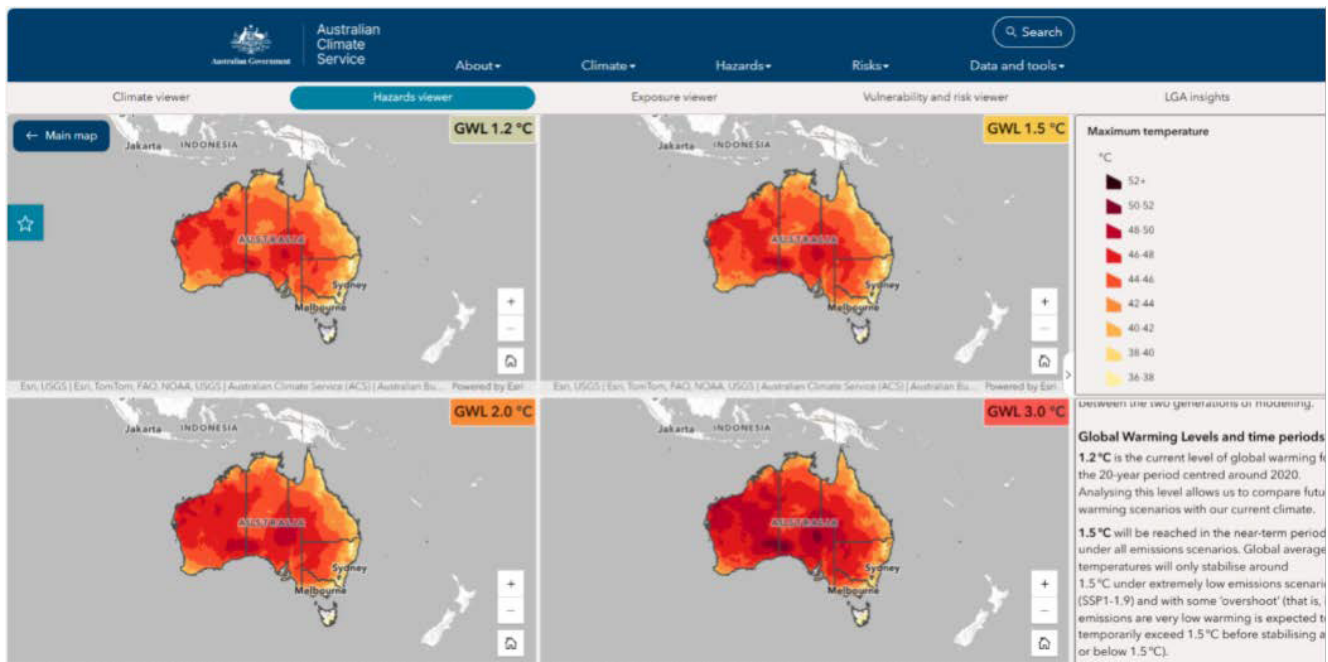 Australian Government
Australian
Climate
Service
Search
About
Climate
Hazards
Risks
Data and tools
Climate viewer
Hazards viewer
Exposure viewer
Vulnerability and risk viewer
LGA insights
← Main map
GWL 1.2 °C
Jakarta INDONESIA
AUSTRALIA
Sydney
Melbourne
+
−
Esri, USGS | Esri, TomTom, FAO, NOAA, USGS | Australian Climate Service (ACS) | Australian Bu... Powered by Esri
GWL 1.5 °C
Jakarta INDONESIA
AUSTRALIA
Sydney
Melbourne
+
−
Esri, USGS | Esri, TomTom, FAO, NOAA, USGS | Australian Climate Service (ACS) | Australian Bu... Powered by Esri
Maximum temperature
°C
52+
50-52
48-50
46-48
44-46
42-44
40-42
38-40
36-38
GWL 2.0 °C
Jakarta INDONESIA
AUSTRALIA
Sydney
Melbourne
+
−
GWL 3.0 °C
Jakarta INDONESIA
AUSTRALIA
Sydney
Melbourne
+
−
between the two generations of modelling.
Global Warming Levels and time periods
1.2°C is the current level of global warming fo
the 20-year period centred around 2020.
Analysing this level allows us to compare futu
warming scenarios with our current climate.
1.5°C will be reached in the near-term period
under all emissions scenarios. Global average
temperatures will only stabilise around
1.5°C under extremely low emissions scenari
(SSP1-1.9) and with some 'overshoot' (that is,
emissions are very low warming is expected t
temporarily exceed 1.5°C before stabilising a
or below 1.5°C).